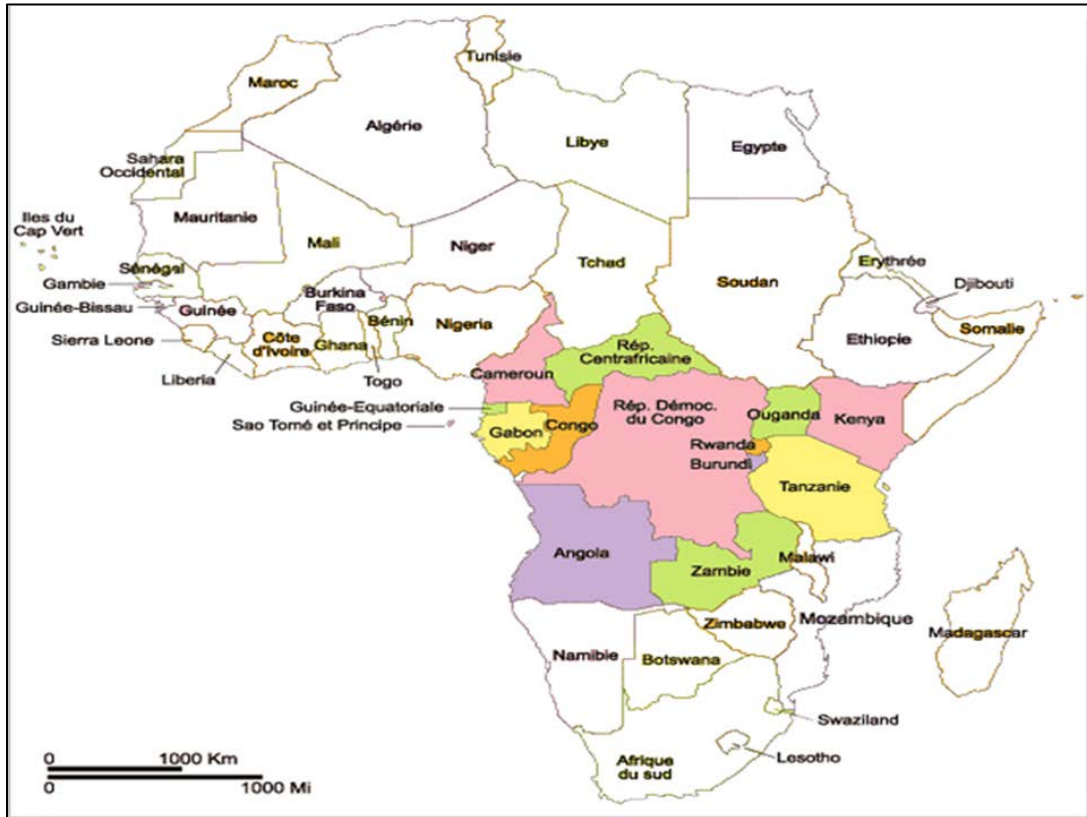 Tunisie
Maroc
Algérie
Libye
Egypte
Sahara
Occidental
Mauritanie
Iles du
Cap Vert
Mali
Niger
Tchad
Soudan
Erythrée
Djibouti
Sénégal
Gambie
Guinée-Bissau
Guinée
Burkina
Faso
Bénin
Nigeria
Somalie
Ethiopie
Sierra Leone
Côte
d'Ivoire
Ghana
Liberia
Togo
Rép.
Centrafricaine
Cameroun
Guinée-Equatoriale
Sao Tomé et Principe
Gabon
Congo
Rép. Démoc.
du Congo
Ouganda
Kenya
Rwanda
Burundi
Tanzanie
Angola
Zambie
Malawi
Mozambique
Zimbabwe
Madagascar
Namibie
Botswana
Swaziland
Lesotho
Afrique
du sud
0 1000 Km
0 1000 Mi